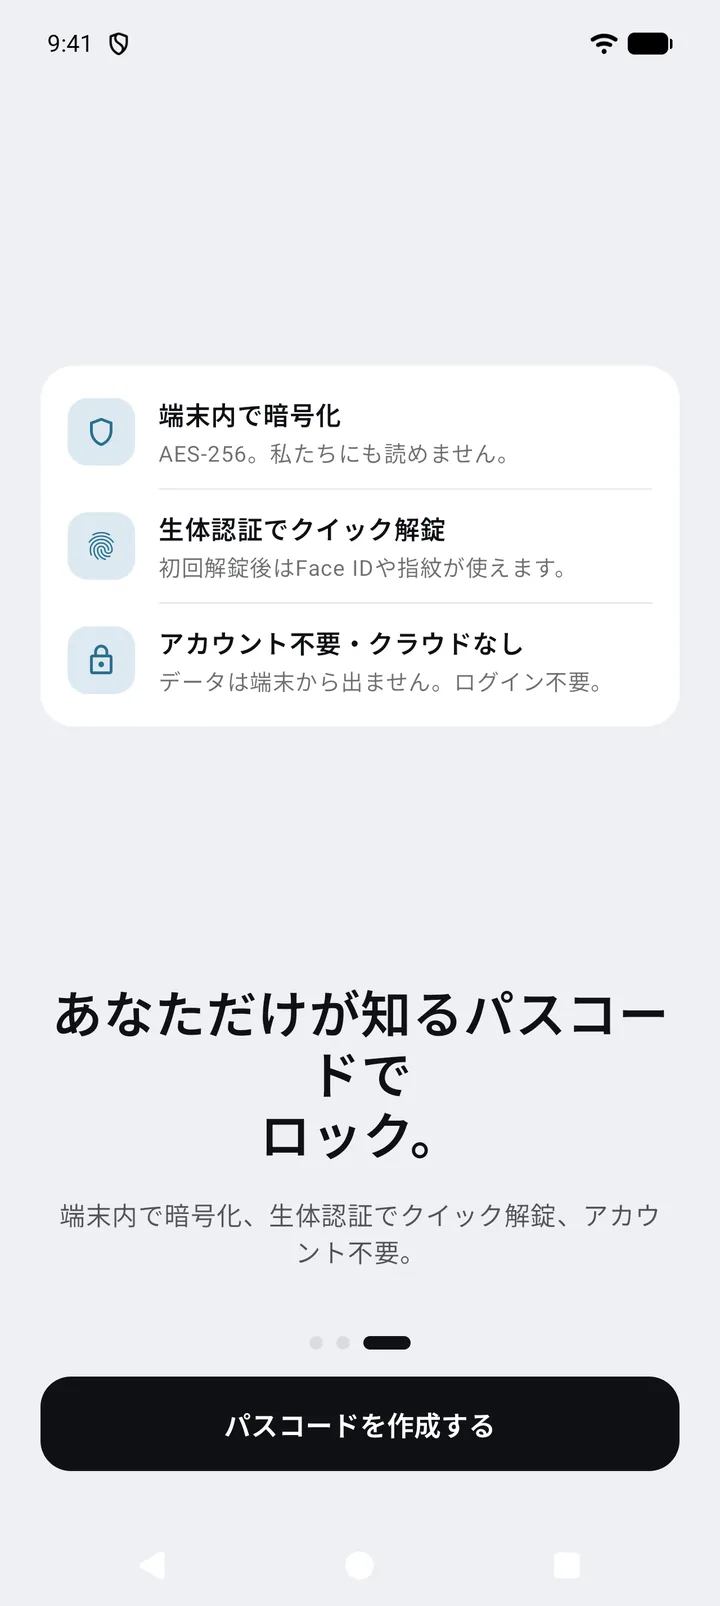 9:41
端末内で暗号化
AES-256。私たちにも読めません。
生体認証でクイック解錠
初回解錠後はFace IDや指紋が使えます。
アカウント不要・クラウドなし
データは端末から出ません。ログイン不要。
あなただけが知るパスコー
ドで
ロック。
端末内で暗号化、生体認証でクイック解錠、アカウ
ント不要。
パスコードを作成する